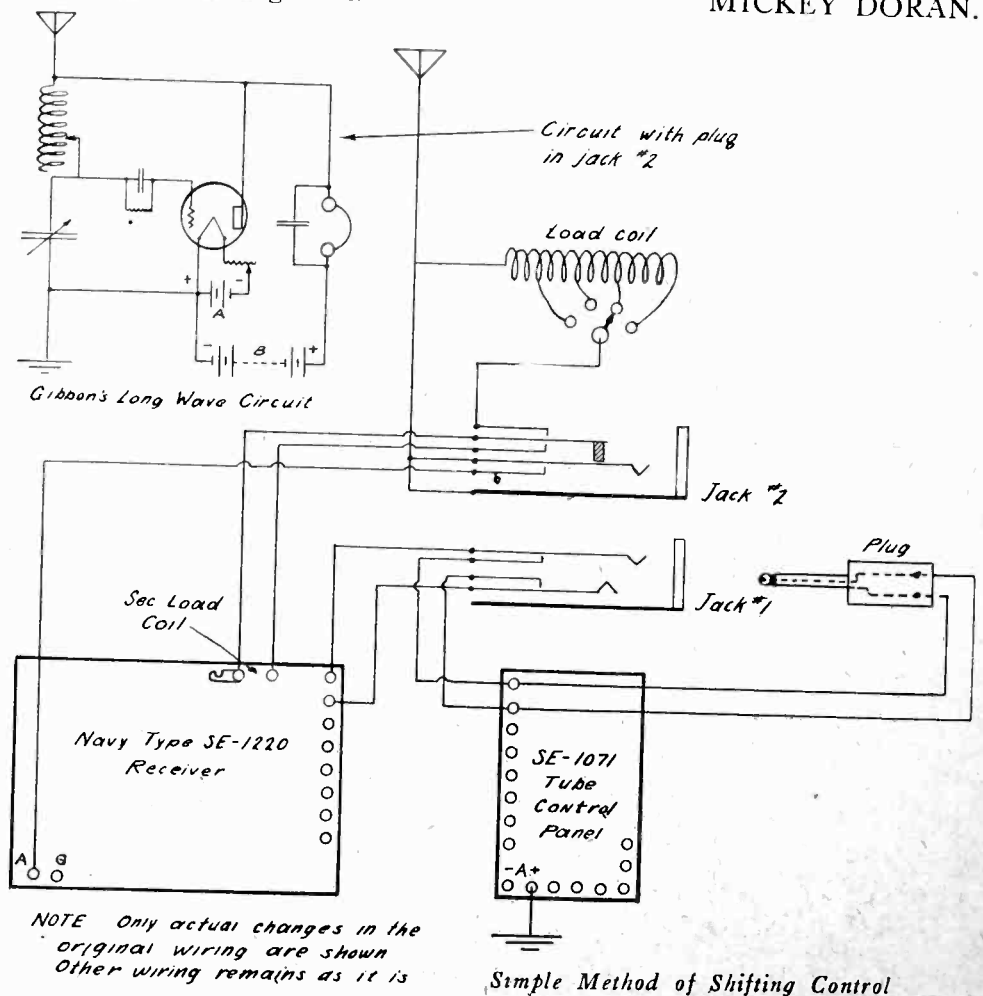 MICKEY DORAN.
Circuit with plug
in jack #2
Load coil
+
-
A
-
B
+
Gibbon's Long Wave Circuit
Jack #2
Plug
Jack #1
Sec Load
Coil
Navy Type SE-1220
Receiver
SE-1071
Tube
Control
Panel
A
G
-A+
NOTE Only actual changes in the
original wiring are shown
Other wiring remains as it is
Simple Method of Shifting Control